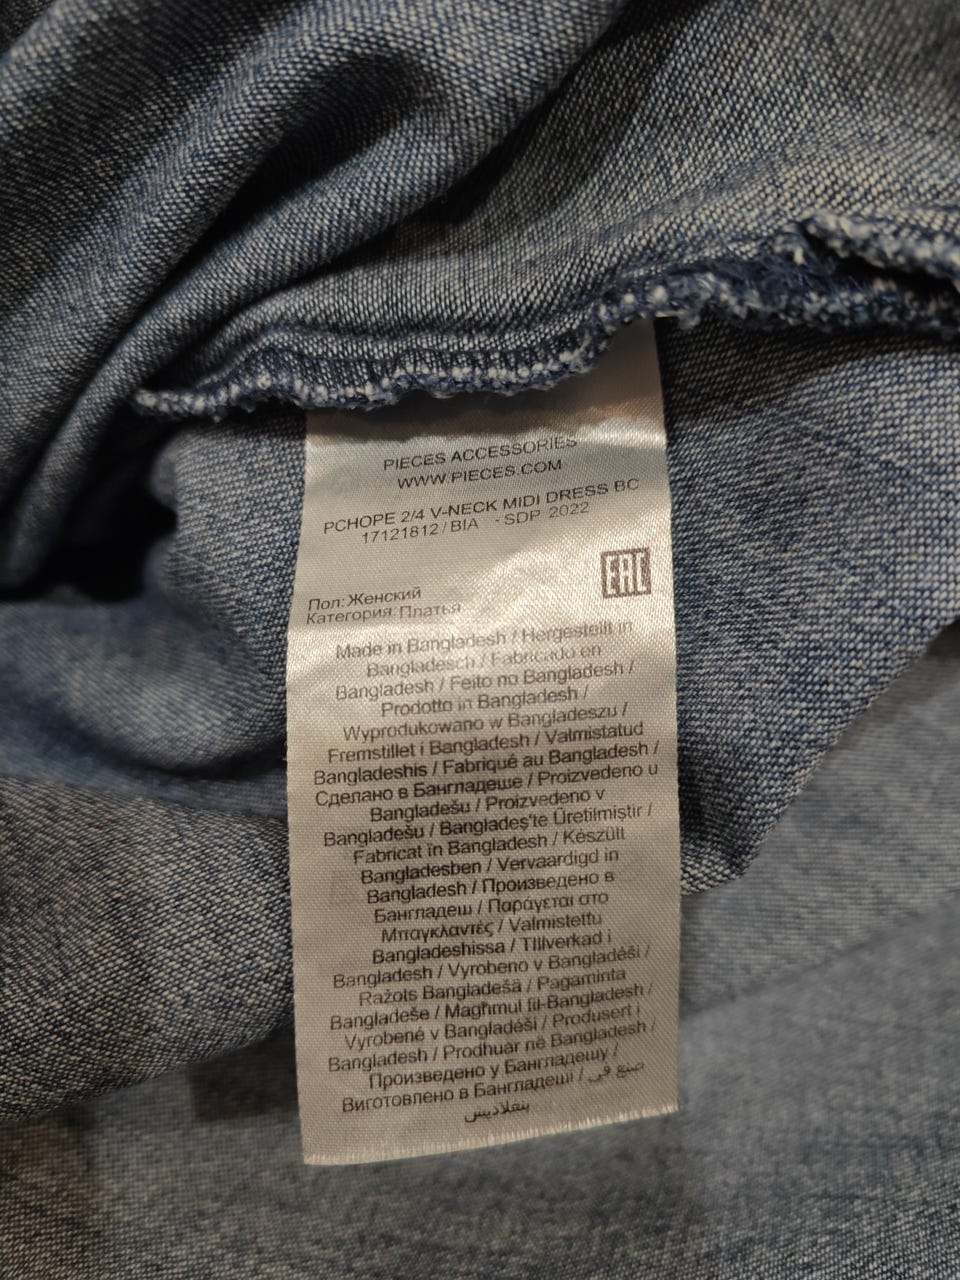 PIECES ACCESSORIES
WWW.PIECES.COM
PCHOPE 2/4 V-NECK MIDI DRESS BC
17121812/BIA - SDP 2022
EAC
Пол: Женский
Категория: Платья
Made in Bangladesh / Hergestellt in
Bangladesch / Fabricado en
Bangladesh / Feito no Bangladesh /
Prodotto in Bangladesh /
Wyprodukowano w Bangladeszu /
Fremstillet i Bangladesh / Valmistatud
Bangladeshis / Fabriqué au Bangladesh /
Сделано в Бангладеше / Proizvedeno u
Bangladešu / Proizvedeno v
Bangladešu / Bangladeş'te Üretilmiştir /
Fabricat în Bangladesh / Készült
Bangladesben / Vervaardigd in
Bangladesh / Произведено в
Бангладеш / Παράγεται στο
Μπαγκλαντές / Valmistettu
Bangladeshissa / TIllverkad i
Bangladesh / Vyrobeno v Bangladéši /
Ražots Bangladešā / Pagaminta
Bangladeše / Magħmul fil-Bangladesh /
Vyrobené v Bangladéši / Produsert i
Bangladesh / Prodhuar në Bangladesh /
Произведено у Бангладешу /
Виготовлено в Бангладеші / صنع في
بنغلاديس